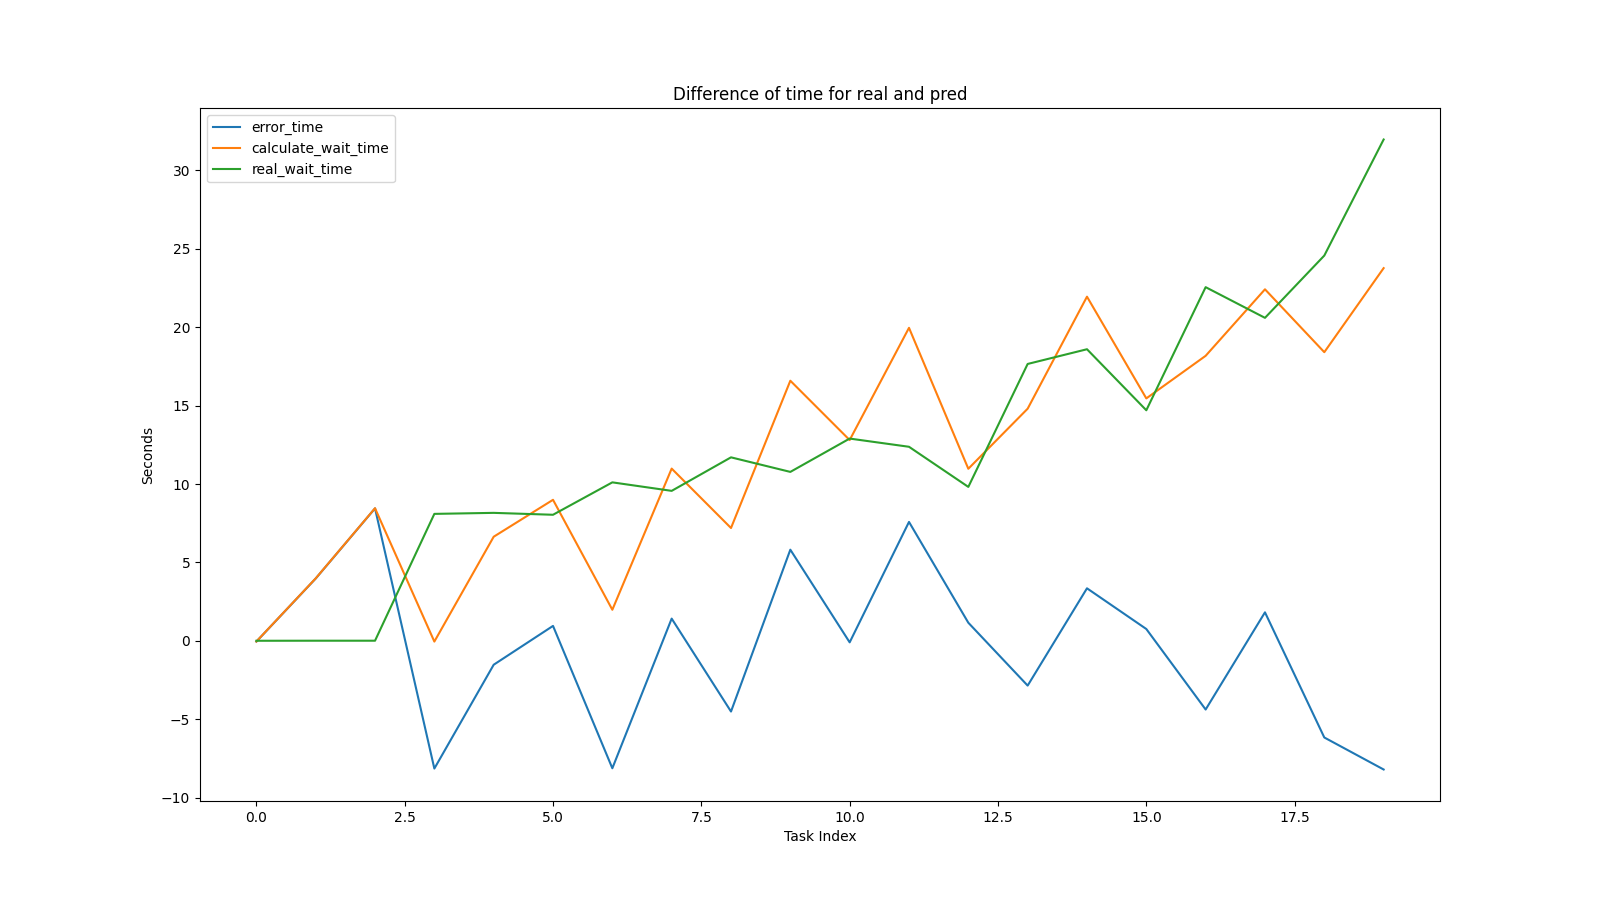 Difference of time for real and pred
error_time
calculate_wait_time
real_wait_time
30
25
20
15
10
5
0
−5
−10
Seconds
0.0 2.5 5.0 7.5 10.0 12.5 15.0 17.5
Task Index